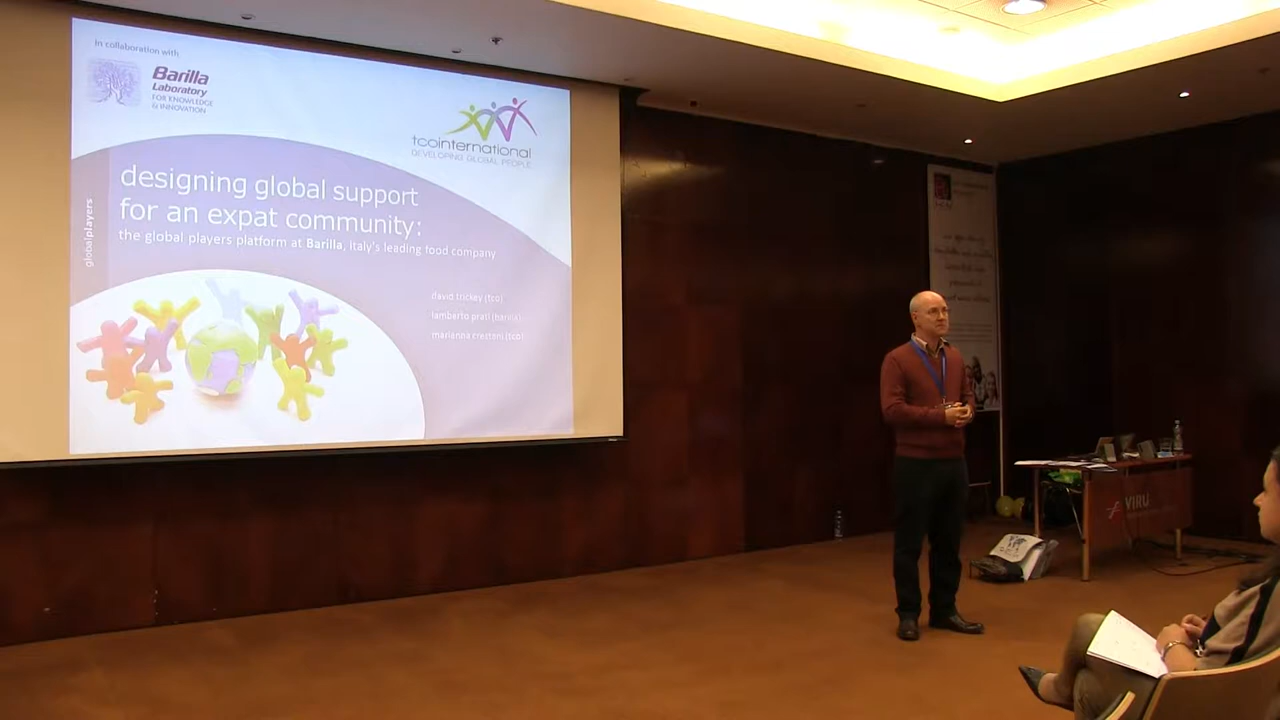 In collaboration with
Barilla
Laboratory
FOR KNOWLEDGE
& INNOVATION
tcointernational
DEVELOPING GLOBAL PEOPLE
designing global support
for an expat community:
the global players platform at Barilla, Italy's leading food company
globalplayers
david trickey (tco)
lamberto prati (barilla)
marianna crestani (tco)
VIRU